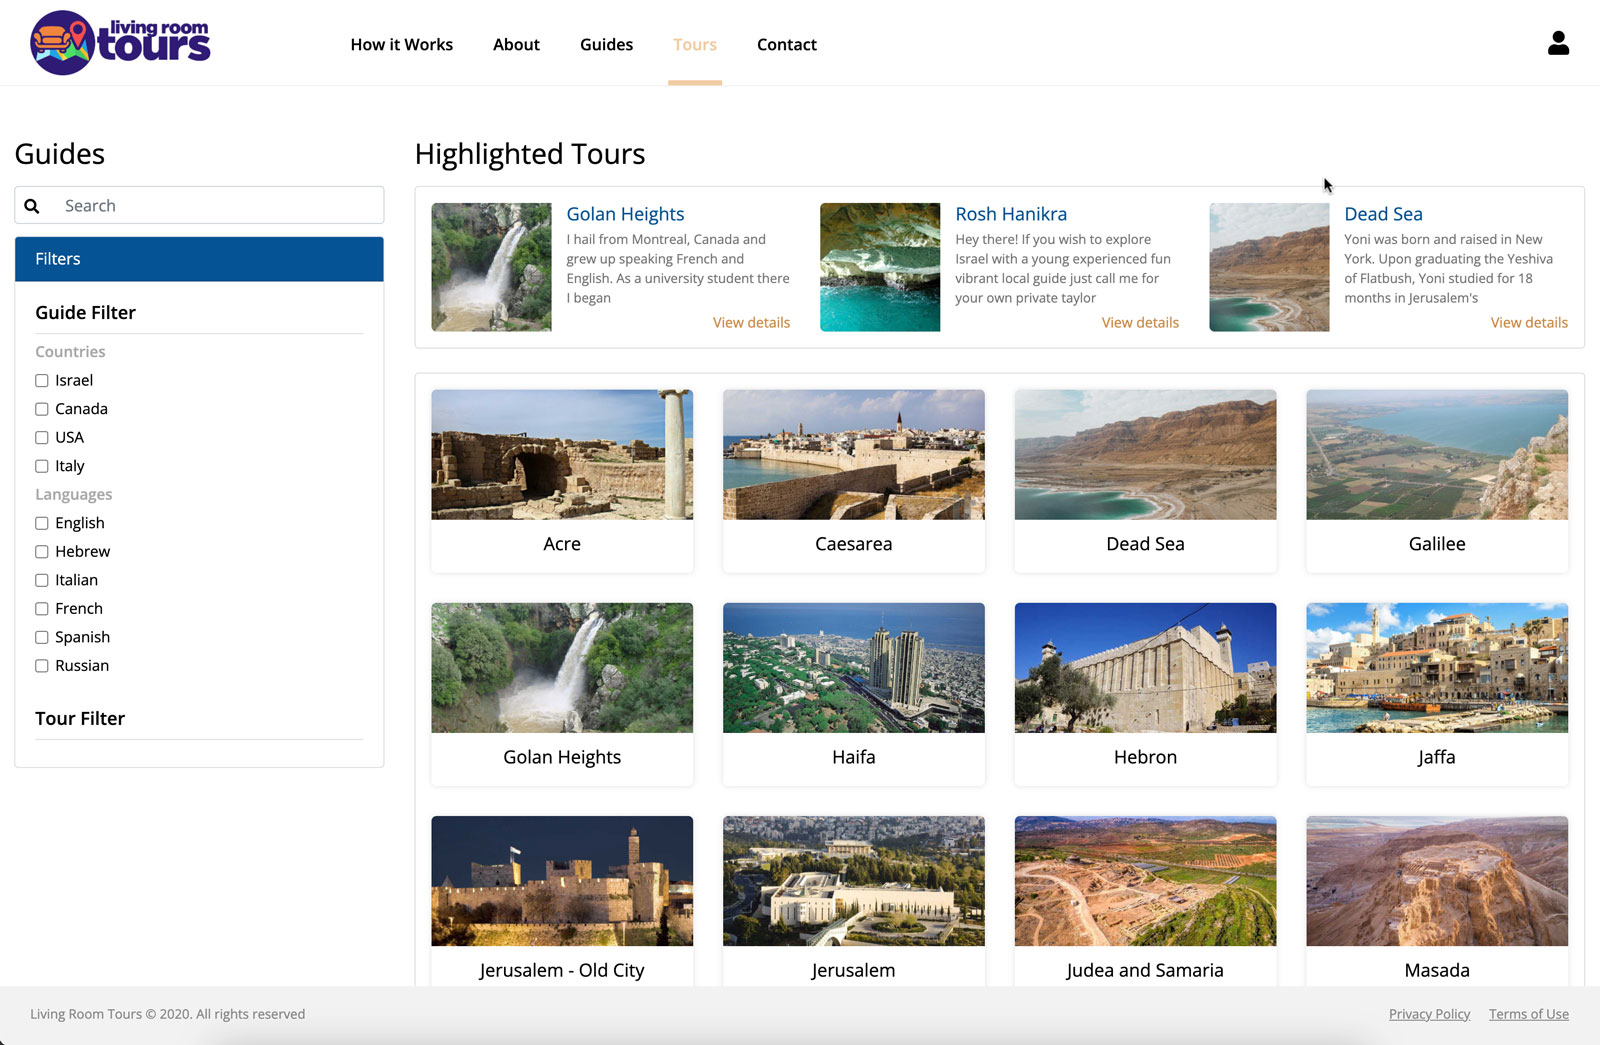 living room
tours
How it Works
About
Guides
Tours
Contact
Guides
Search
Filters
Guide Filter
Countries
Israel
Canada
USA
Italy
Languages
English
Hebrew
Italian
French
Spanish
Russian
Tour Filter
Highlighted Tours
Golan Heights
I hail from Montreal, Canada and
grew up speaking French and
English. As a university student there
I began
View details
Rosh Hanikra
Hey there! If you wish to explore
Israel with a young experienced fun
vibrant local guide just call me for
your own private taylor
View details
Dead Sea
Yoni was born and raised in New
York. Upon graduating the Yeshiva
of Flatbush, Yoni studied for 18
months in Jerusalem's
View details
Acre
Caesarea
Dead Sea
Galilee
Golan Heights
Haifa
Hebron
Jaffa
Jerusalem - Old City
Jerusalem
Judea and Samaria
Masada
Living Room Tours © 2020. All rights reserved
Privacy Policy
Terms of Use